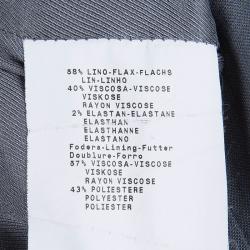 58% LINO-FLAX-FLACHS
LIN-LINHO
40% VISCOSA-VISCOSE
VISKOSE
RAYON VISCOSE
2% ELASTAN-ELASTANE
ELASTHAN
ELASTHANNE
ELASTANO
Fodera-Lining-Futter
Doublure-Forro
57% VISCOSA-VISCOSE
VISKOSE
RAYON VISCOSE
43% POLIESTERE
POLYESTER
POLYESTER